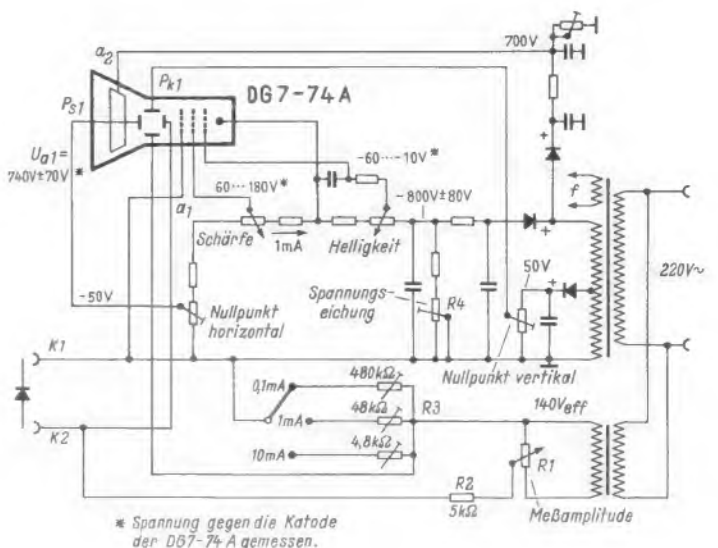 700V
a2
Pk1
Ps1
DG7-74A
Ua1=
740V±70V *
-60...-10V *
60...180V *
-800V±80V
f
a1
Schärfe
1mA
Helligkeit
220V~
50V
-50V
Nullpunkt
horizontal
Spannungs-
eichung
R4
K1
Nullpunkt vertikal
480kΩ
0,1mA
140Veff
R3
48kΩ
1mA
K2
4,8kΩ
10mA
R1
R2
5kΩ
Meßamplitude
* Spannung gegen die Katode
der DG7-74 A gemessen.